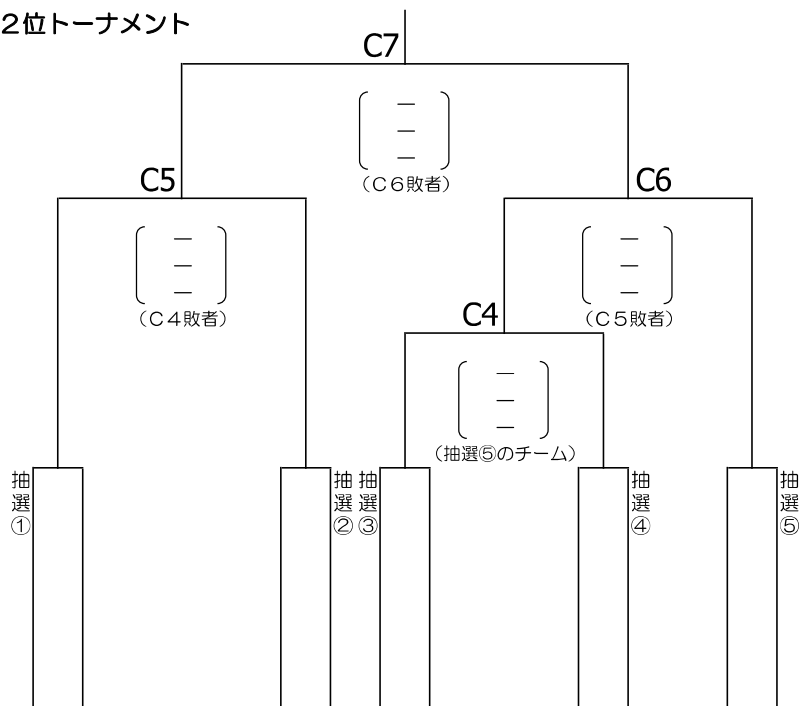 ２位トーナメント
C7
（Ｃ６敗者）
C5
C6
（Ｃ４敗者）
（Ｃ５敗者）
C4
（抽選⑤のチーム）
抽選①
抽選②
抽選③
抽選④
抽選⑤